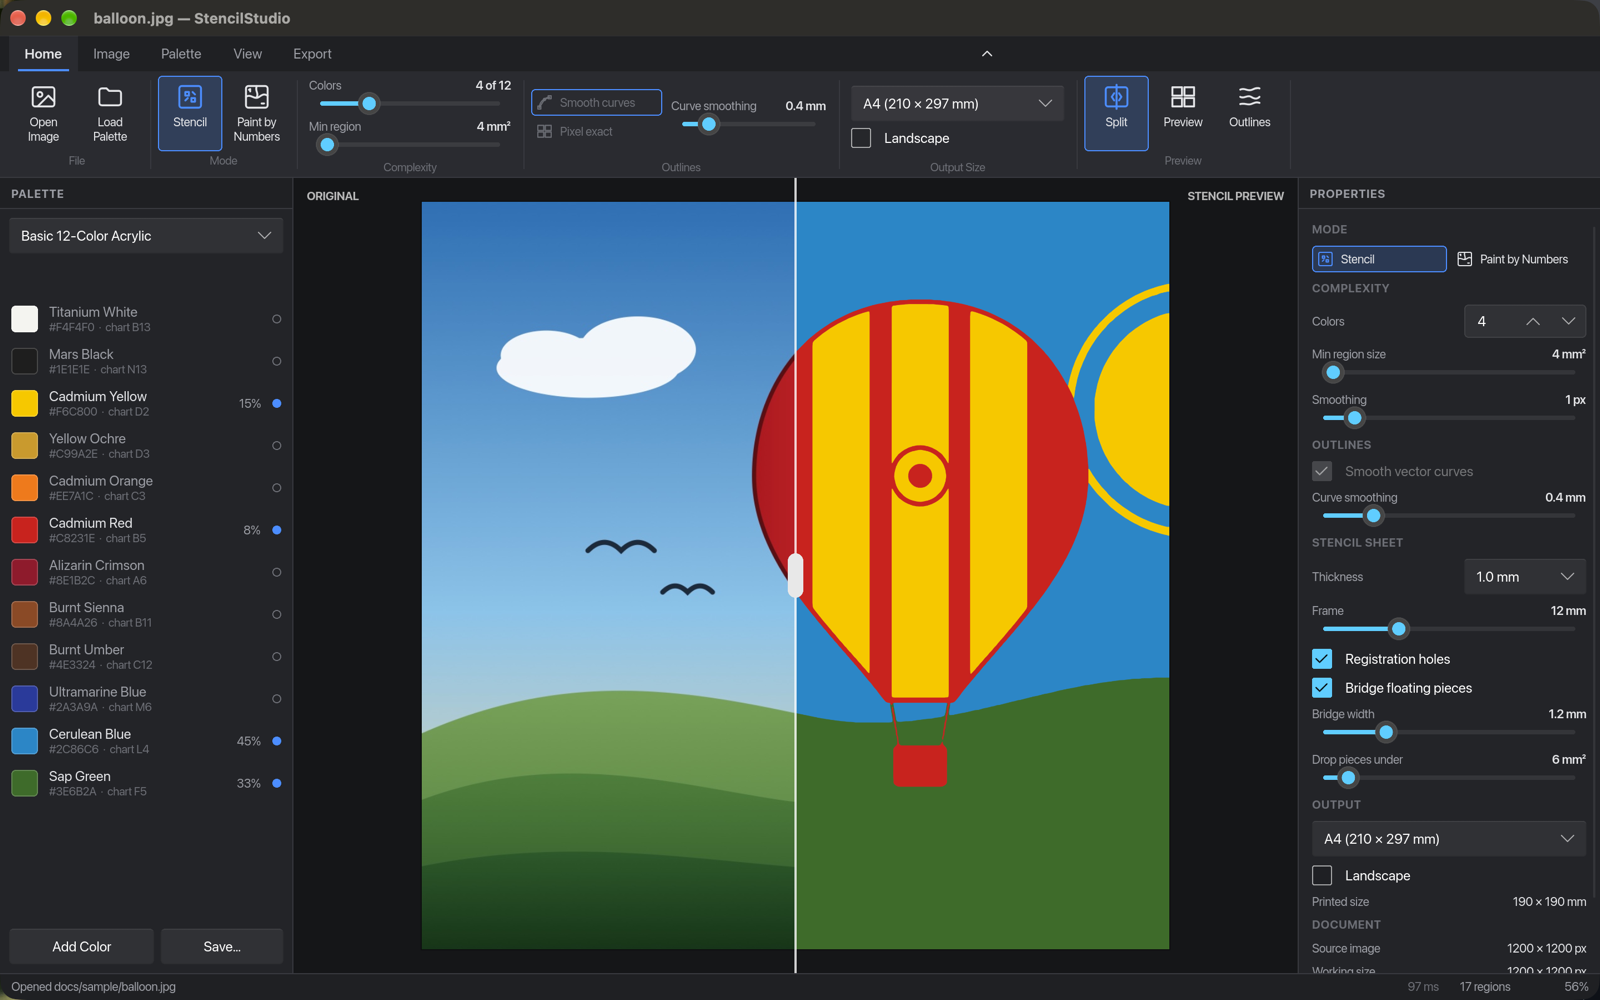 balloon.jpg — StencilStudio
Home
Image
Palette
View
Export
Open Image
Load Palette
File
Stencil
Paint by Numbers
Mode
Colors
4 of 12
Min region
4 mm²
Complexity
Smooth curves
Pixel exact
Curve smoothing
0.4 mm
Outlines
A4 (210 × 297 mm)
Landscape
Output Size
Split
Preview
Outlines
Preview
PALETTE
Basic 12-Color Acrylic
Titanium White
#F4F4F0 · chart B13
Mars Black
#1E1E1E · chart N13
Cadmium Yellow
#F6C800 · chart D2
15%
Yellow Ochre
#C99A2E · chart D3
Cadmium Orange
#EE7A1C · chart C3
Cadmium Red
#C8231E · chart B5
8%
Alizarin Crimson
#8E1B2C · chart A6
Burnt Sienna
#8A4A26 · chart B11
Burnt Umber
#4E3324 · chart C12
Ultramarine Blue
#2A3A9A · chart M6
Cerulean Blue
#2C86C6 · chart L4
45%
Sap Green
#3E6B2A · chart F5
33%
Add Color
Save...
ORIGINAL
STENCIL PREVIEW
PROPERTIES
MODE
Stencil
Paint by Numbers
COMPLEXITY
Colors
4
Min region size
4 mm²
Smoothing
1 px
OUTLINES
Smooth vector curves
Curve smoothing
0.4 mm
STENCIL SHEET
Thickness
1.0 mm
Frame
12 mm
Registration holes
Bridge floating pieces
Bridge width
1.2 mm
Drop pieces under
6 mm²
OUTPUT
A4 (210 × 297 mm)
Landscape
Printed size
190 × 190 mm
DOCUMENT
Source image
1200 × 1200 px
Working size
1200 × 1200 px
Opened docs/sample/balloon.jpg
97 ms
17 regions
56%